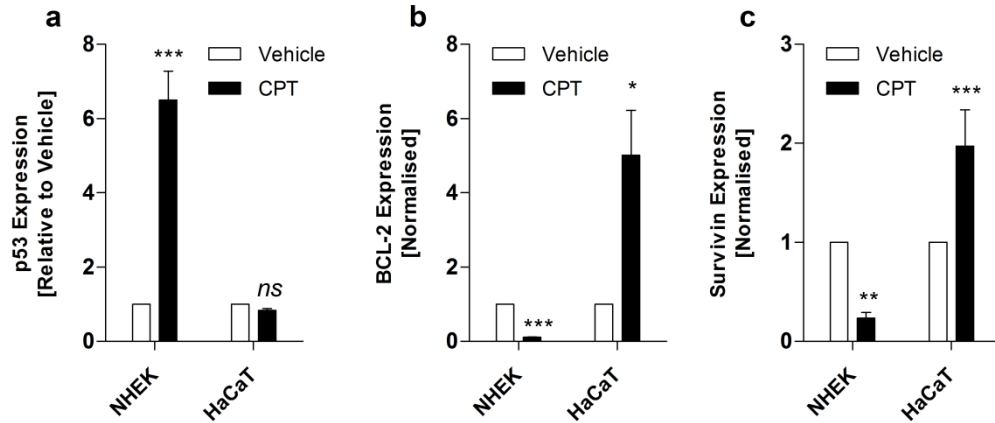 a
p53 Expression
[Relative to Vehicle]
8
6
4
2
0
Vehicle
CPT
***
ns
NHEK
HaCaT
b
BCL-2 Expression
[Normalised]
8
6
4
2
0
Vehicle
CPT
***
*
NHEK
HaCaT
c
Survivin Expression
[Normalised]
3
2
1
0
Vehicle
CPT
**
***
NHEK
HaCaT